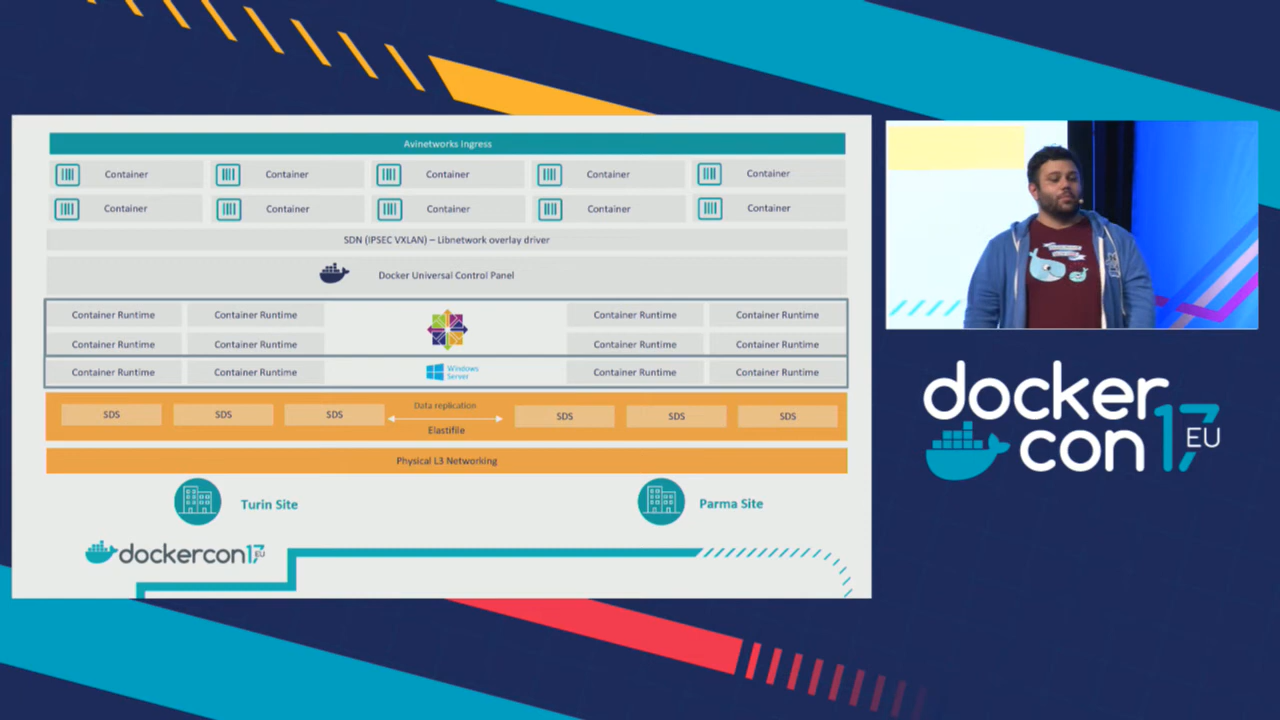 Avinetworks Ingress
Container Container Container Container Container
Container Container Container Container Container
SDN (IPSEC VXLAN) – Libnetwork overlay driver
Docker Universal Control Panel
Container Runtime Container Runtime Container Runtime Container Runtime
Container Runtime Container Runtime Container Runtime Container Runtime
Container Runtime Container Runtime Windows Server Container Runtime Container Runtime
Data replication
SDS SDS SDS SDS SDS SDS
Elastifile
Physical L3 Networking
Turin Site Parma Site
dockercon17 EU
docker
con 17 EU